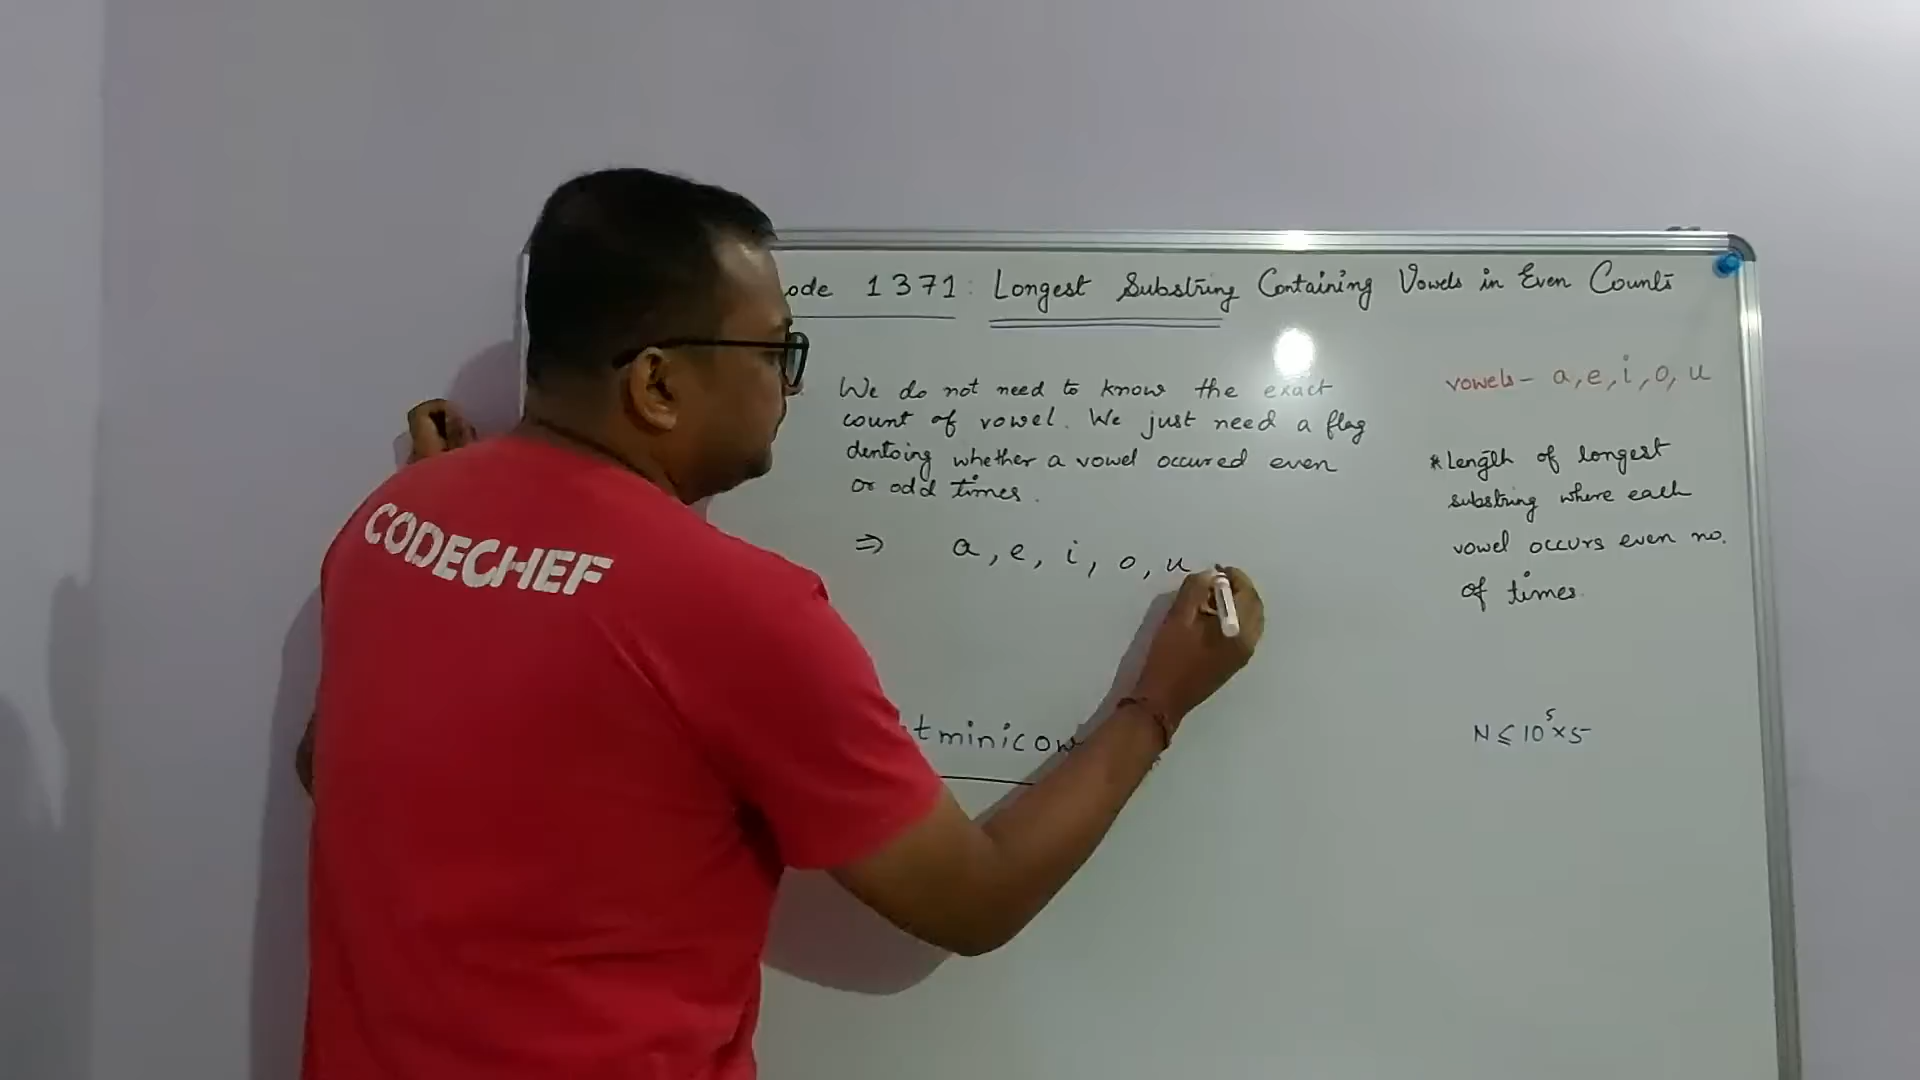 ode 1371: Longest Substring Containing Vowels in Even Counts
We do not need to know the exact
count of vowel. We just need a flag
dentoing whether a vowel occured even
or odd times.
⇒ a, e, i, o, u
tminicow
vowels - a, e, i, o, u
* Length of longest
substring where each
vowel occurs even no.
of times.
N ≤ 10⁵ × 5
CODECHEF